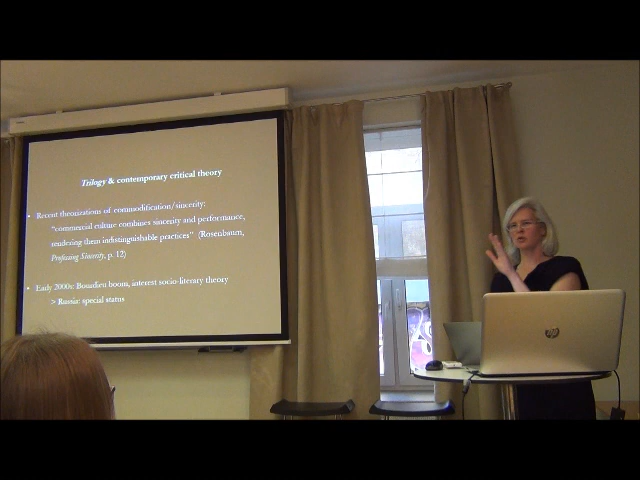 Trilogy & contemporary critical theory
• Recent theorizations of commodification/sincerity:
"commercial culture combines sincerity and performance,
rendering them indistinguishable practices" (Rosenbaum,
Professing Sincerity, p. 12)
• Early 2000s: Bourdieu boom, interest socio-literary theory
> Russia: special status
hp